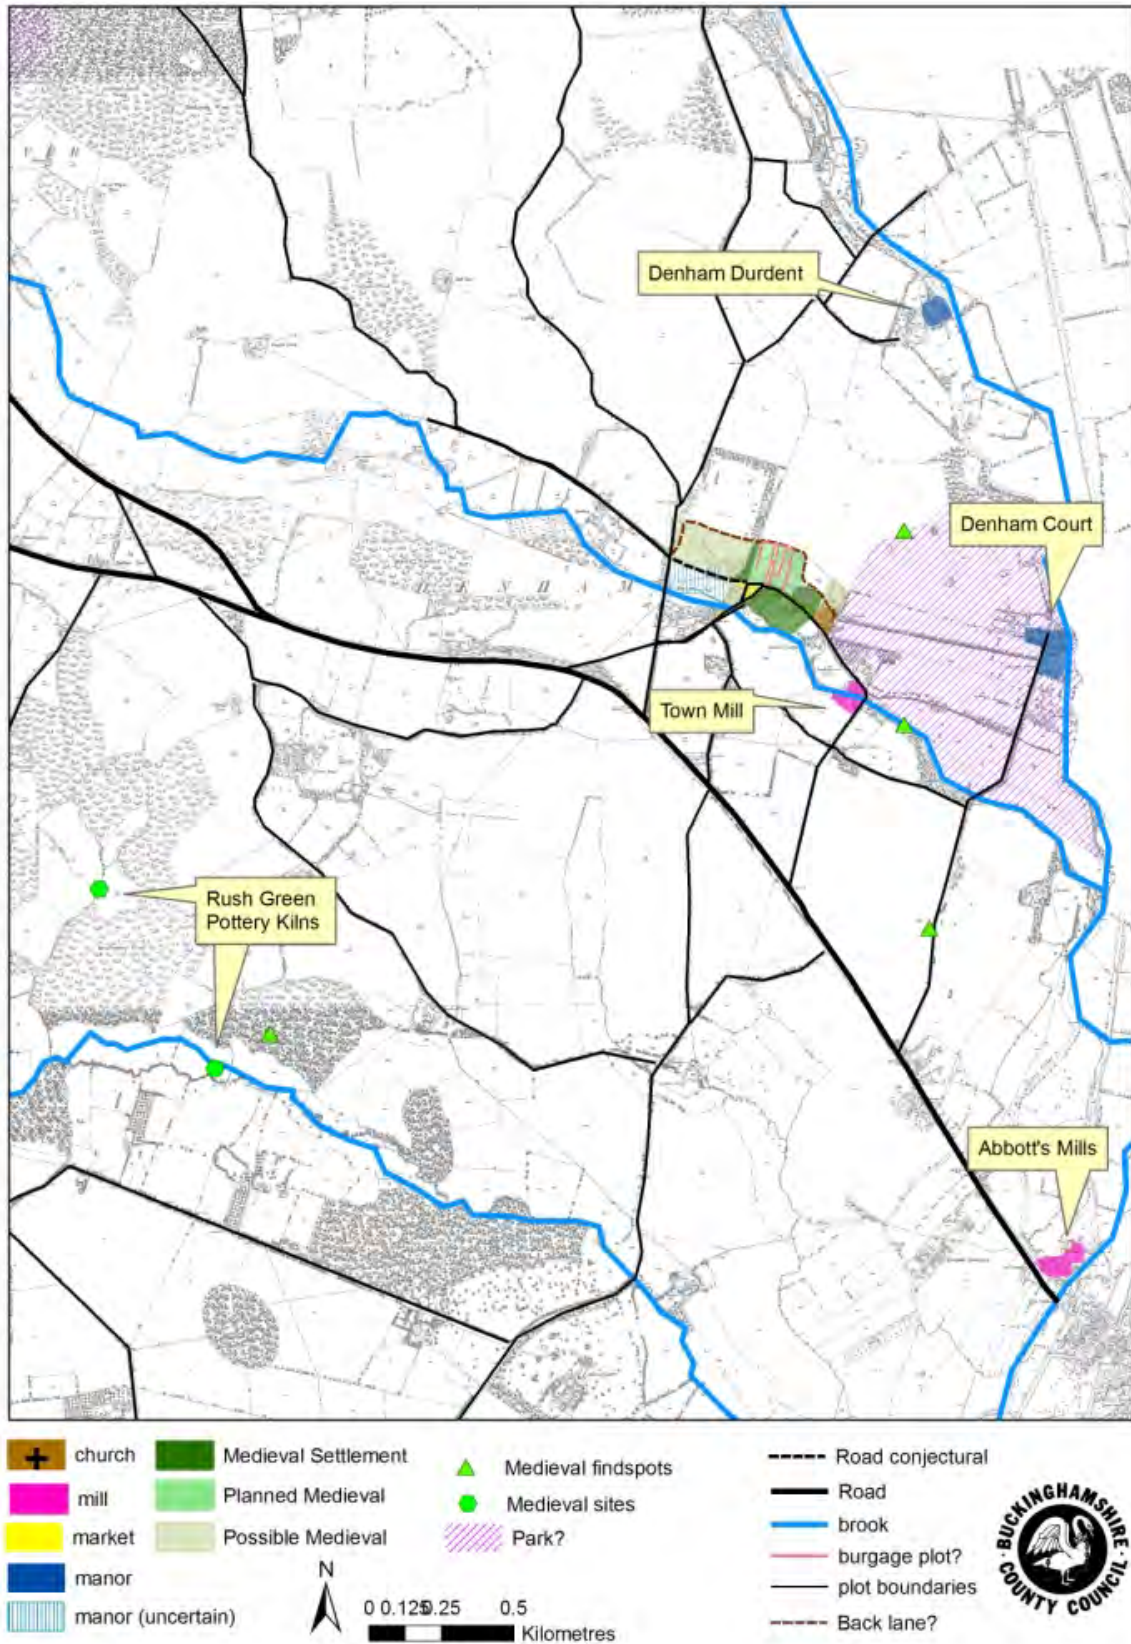 Denham Durdent
Denham Court
Town Mill
Rush Green
Pottery Kilns
Abbott's Mills
church
mill
market
manor
manor (uncertain)
Medieval Settlement
Planned Medieval
Possible Medieval
N
0 0.125 0.25 0.5
Kilometres
Medieval findspots
Medieval sites
Park?
Road conjectural
Road
brook
burgage plot?
plot boundaries
Back lane?
BUCKINGHAMSHIRE
COUNTY COUNCIL